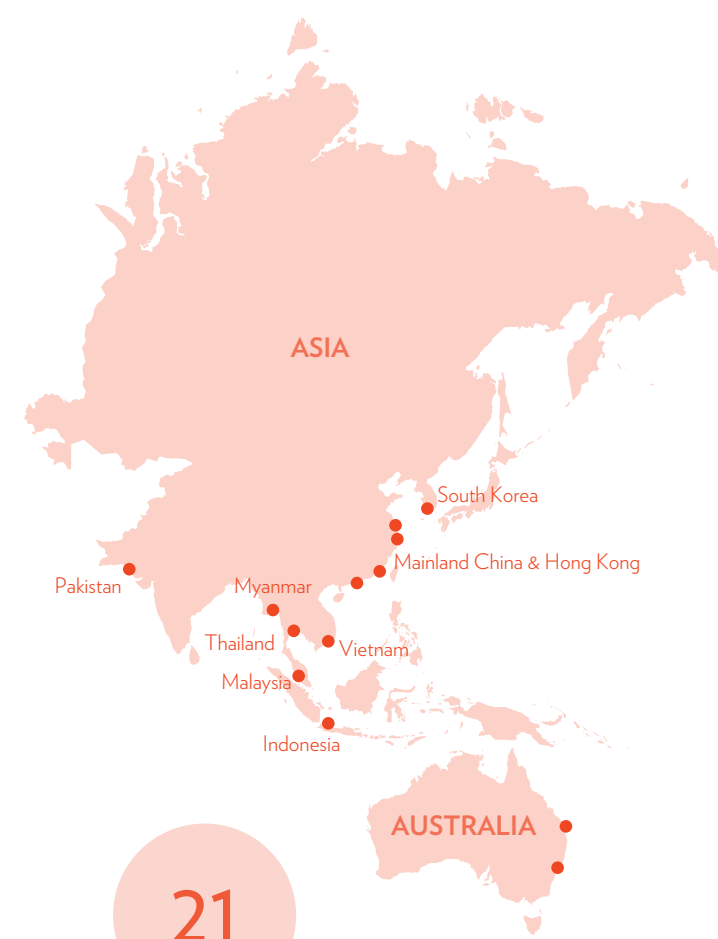 ASIA
South Korea
Mainland China & Hong Kong
Pakistan
Myanmar
Thailand
Vietnam
Malaysia
Indonesia
AUSTRALIA
21